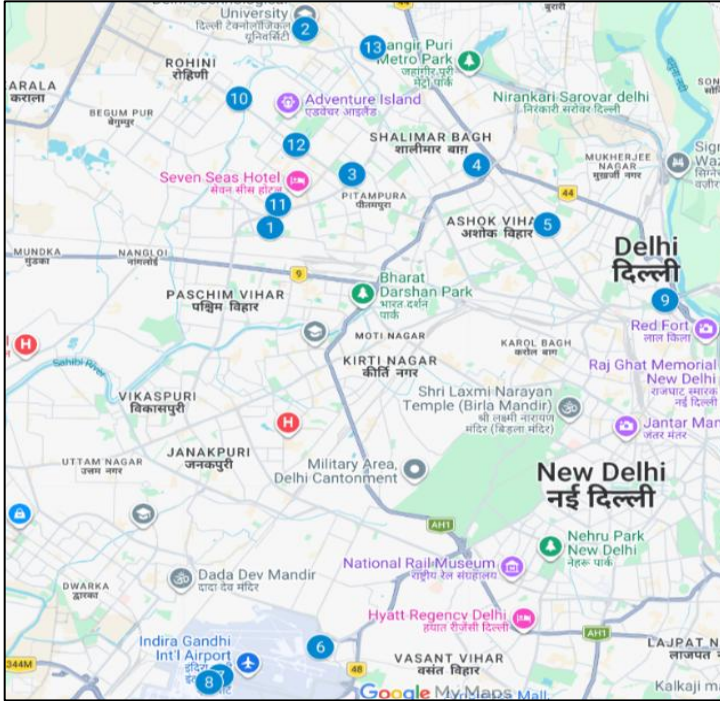 University
दिल्ली टेक्नोलॉजिकल
यूनिवर्सिटी
2
44
बुरारी
13
angir Puri
Metro Park
जहांगीर पुरी
मेट्रो पार्क
ROHINI
रोहिणी
KARALA
कराला
BEGUM PUR
बेगमपुर
10
Adventure Island
एडवेंचर आइलैंड
Nirankari Sarovar delhi
निरंकारी सरोवर दिल्ली
12
SHALIMAR BAGH
शालीमार बाग़
4
MUKHERJEE
NAGAR
मुखर्जी नगर
Sign
Waz
Seven Seas Hotel
सेवन सीस होटल
3
PITAMPURA
पीतमपुरा
44
11
1
ASHOK VIHA
अशोक विहार
5
Delhi
दिल्ली
MUNDKA
मुंडका
NANGLOI
नांगलोई
9
Bharat
Darshan Park
भारत दर्शन
पार्क
PASCHIM VIHAR
पश्चिम विहार
9
Red Fort
लाल किला
MOTI NAGAR
KAROL BAGH
करोल बाग
H
Sahibi River
KIRTI NAGAR
कीर्ति नगर
Raj Ghat Memorial
New Delhi
राजघाट स्मारक
नई दिल्ली
VIKASPURI
विकासपुरी
Shri Laxmi Narayan
Temple (Birla Mandir)
श्री लक्ष्मी नारायण
मंदिर (बिड़ला मंदिर)
H
Jantar Man
जंतर मंतर
UTTAM NAGAR
उत्तम नगर
JANAKPURI
जनकपुरी
Military Area,
Delhi Cantonment
New Delhi
नई दिल्ली
AH1
Nehru Park
New Delhi
नेहरू पार्क
National Rail Museum
राष्ट्रीय रेल संग्रहालय
DWARKA
द्वारका
Dada Dev Mandir
दादा देव मंदिर
Hyatt Regency Delhi
हयात रीजेंसी दिल्ली
AH1
Indira Gandhi
Int'l Airport
6
344M
8
48
VASANT VIHAR
वसंत विहार
LAJPAT N
लाजपत न
Google My Maps
Mall,
Kalkaji m